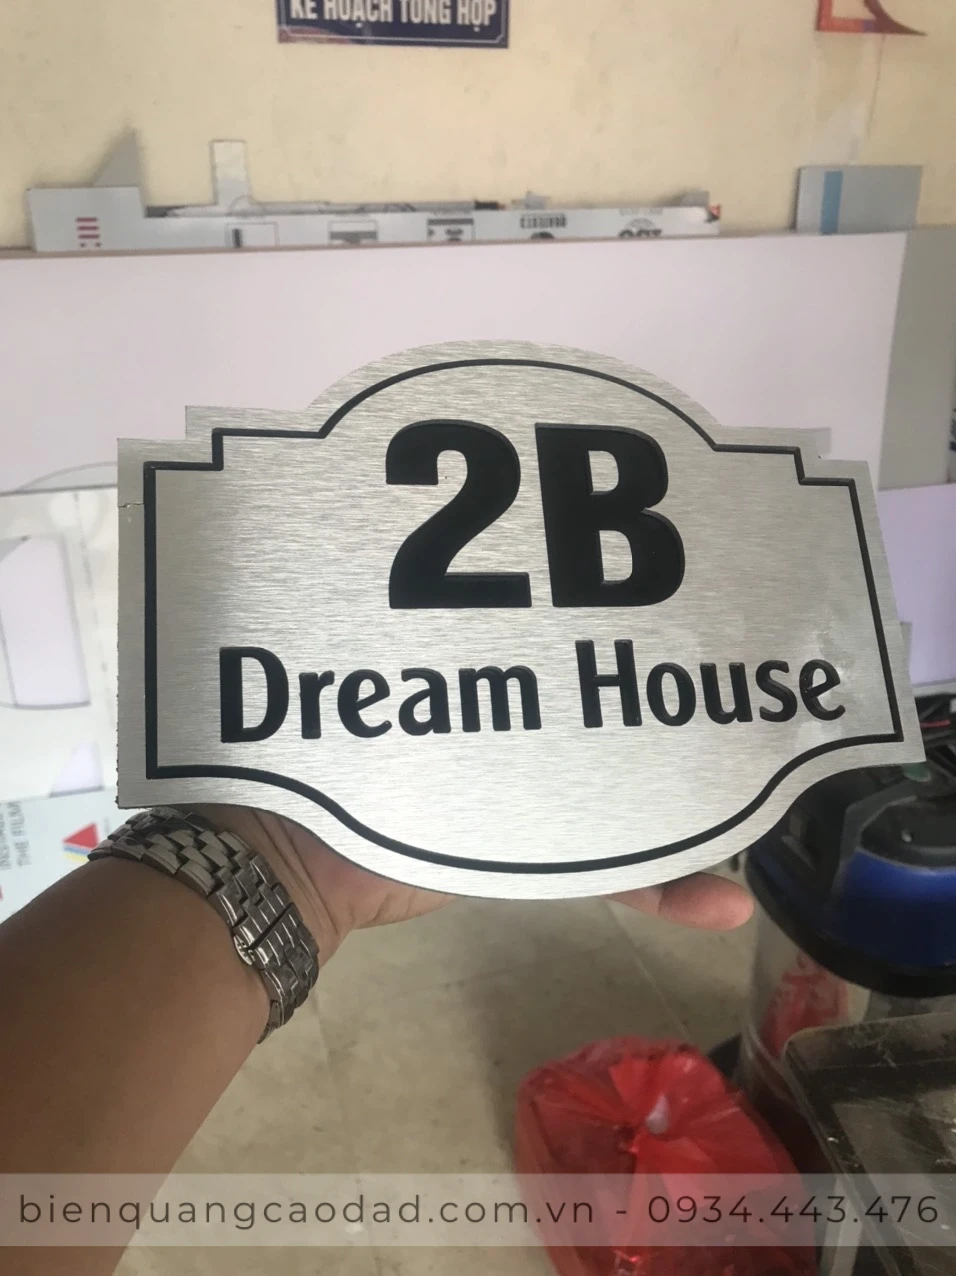 KẾ HOẠCH TỔNG HỢP
2B
Dream House
bienquangcaodad.com.vn - 0934.443.476